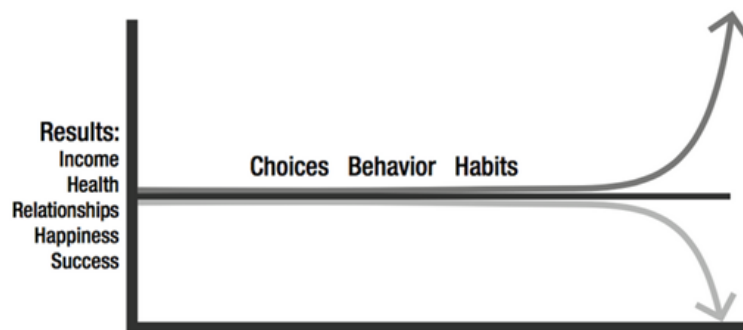 Results:
Income
Health
Relationships
Happiness
Success
Choices Behavior Habits